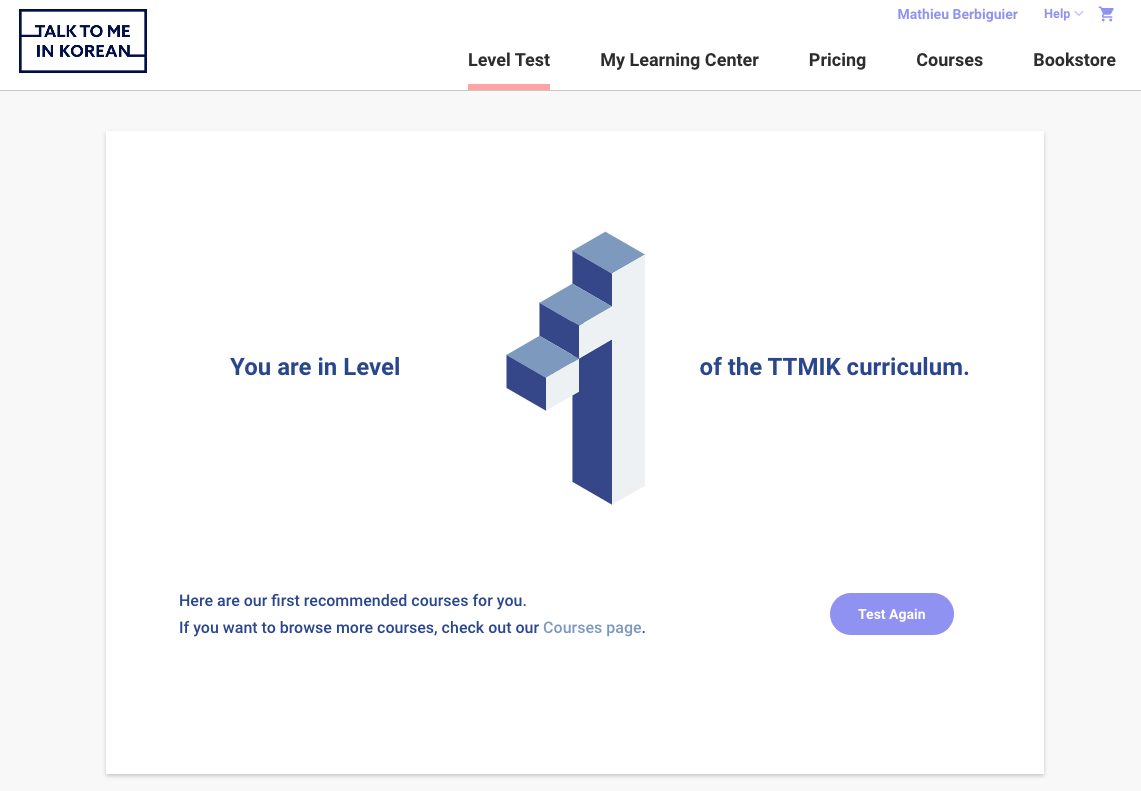 TALK TO ME
IN KOREAN
Mathieu Berbiguier Help
Level Test My Learning Center Pricing Courses Bookstore
You are in Level 1 of the TTMIK curriculum.
Here are our first recommended courses for you.
If you want to browse more courses, check out our Courses page.
Test Again